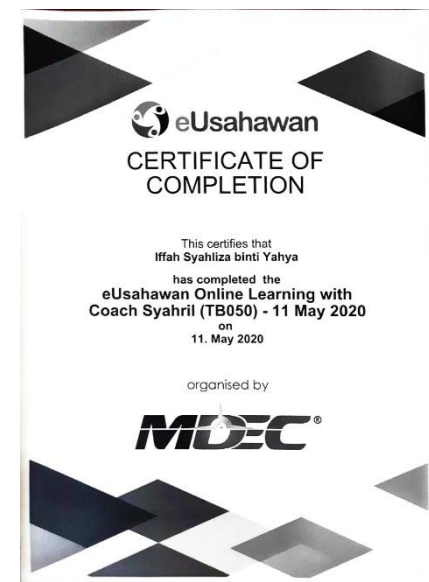 eUsahawan
CERTIFICATE OF
COMPLETION
This certifies that
Iffah Syahliza binti Yahya
has completed the
eUsahawan Online Learning with
Coach Syahril (TB050) - 11 May 2020
on
11. May 2020
organised by
MDEC®